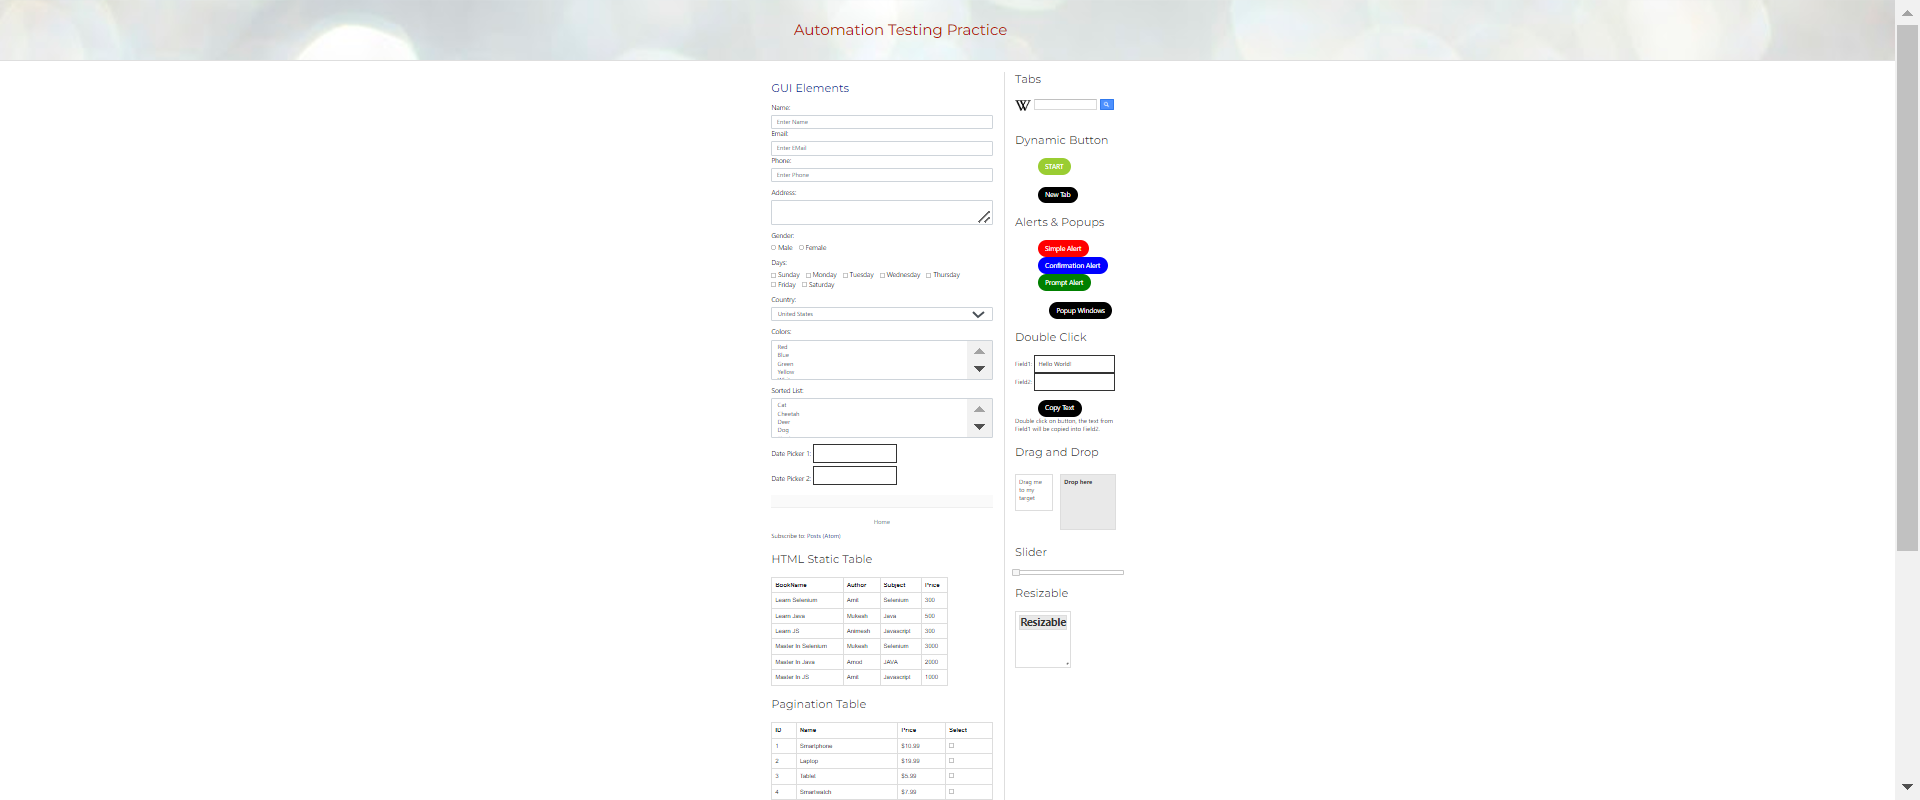 Automation Testing Practice
GUI Elements
Name:
Enter Name
Email:
Enter EMail
Phone:
Enter Phone
Address:
Gender:
Male Female
Days:
Sunday Monday Tuesday Wednesday Thursday
Friday Saturday
Country:
United States
Colors:
Red
Blue
Green
Yellow
Sorted List:
Cat
Cheetah
Deer
Dog
Date Picker 1:
Date Picker 2:
Home
Subscribe to: Posts (Atom)
HTML Static Table
BookName Author Subject Price
Learn Selenium Amit Selenium 300
Learn Java Mukesh Java 500
Learn JS Animesh Javascript 300
Master In Selenium Mukesh Selenium 3000
Master In Java Amod JAVA 2000
Master In JS Amit Javascript 1000
Pagination Table
ID Name Price Select
1 Smartphone $10.99
2 Laptop $19.99
3 Tablet $5.99
4 Smartwatch $7.99
Tabs
W
Dynamic Button
START
New Tab
Alerts & Popups
Simple Alert
Confirmation Alert
Prompt Alert
Popup Windows
Double Click
Field1: Hello World!
Field2:
Copy Text
Double click on button, the text from
Field1 will be copied into Field2.
Drag and Drop
Drag me
to my
target
Drop here
Slider
Resizable
Resizable